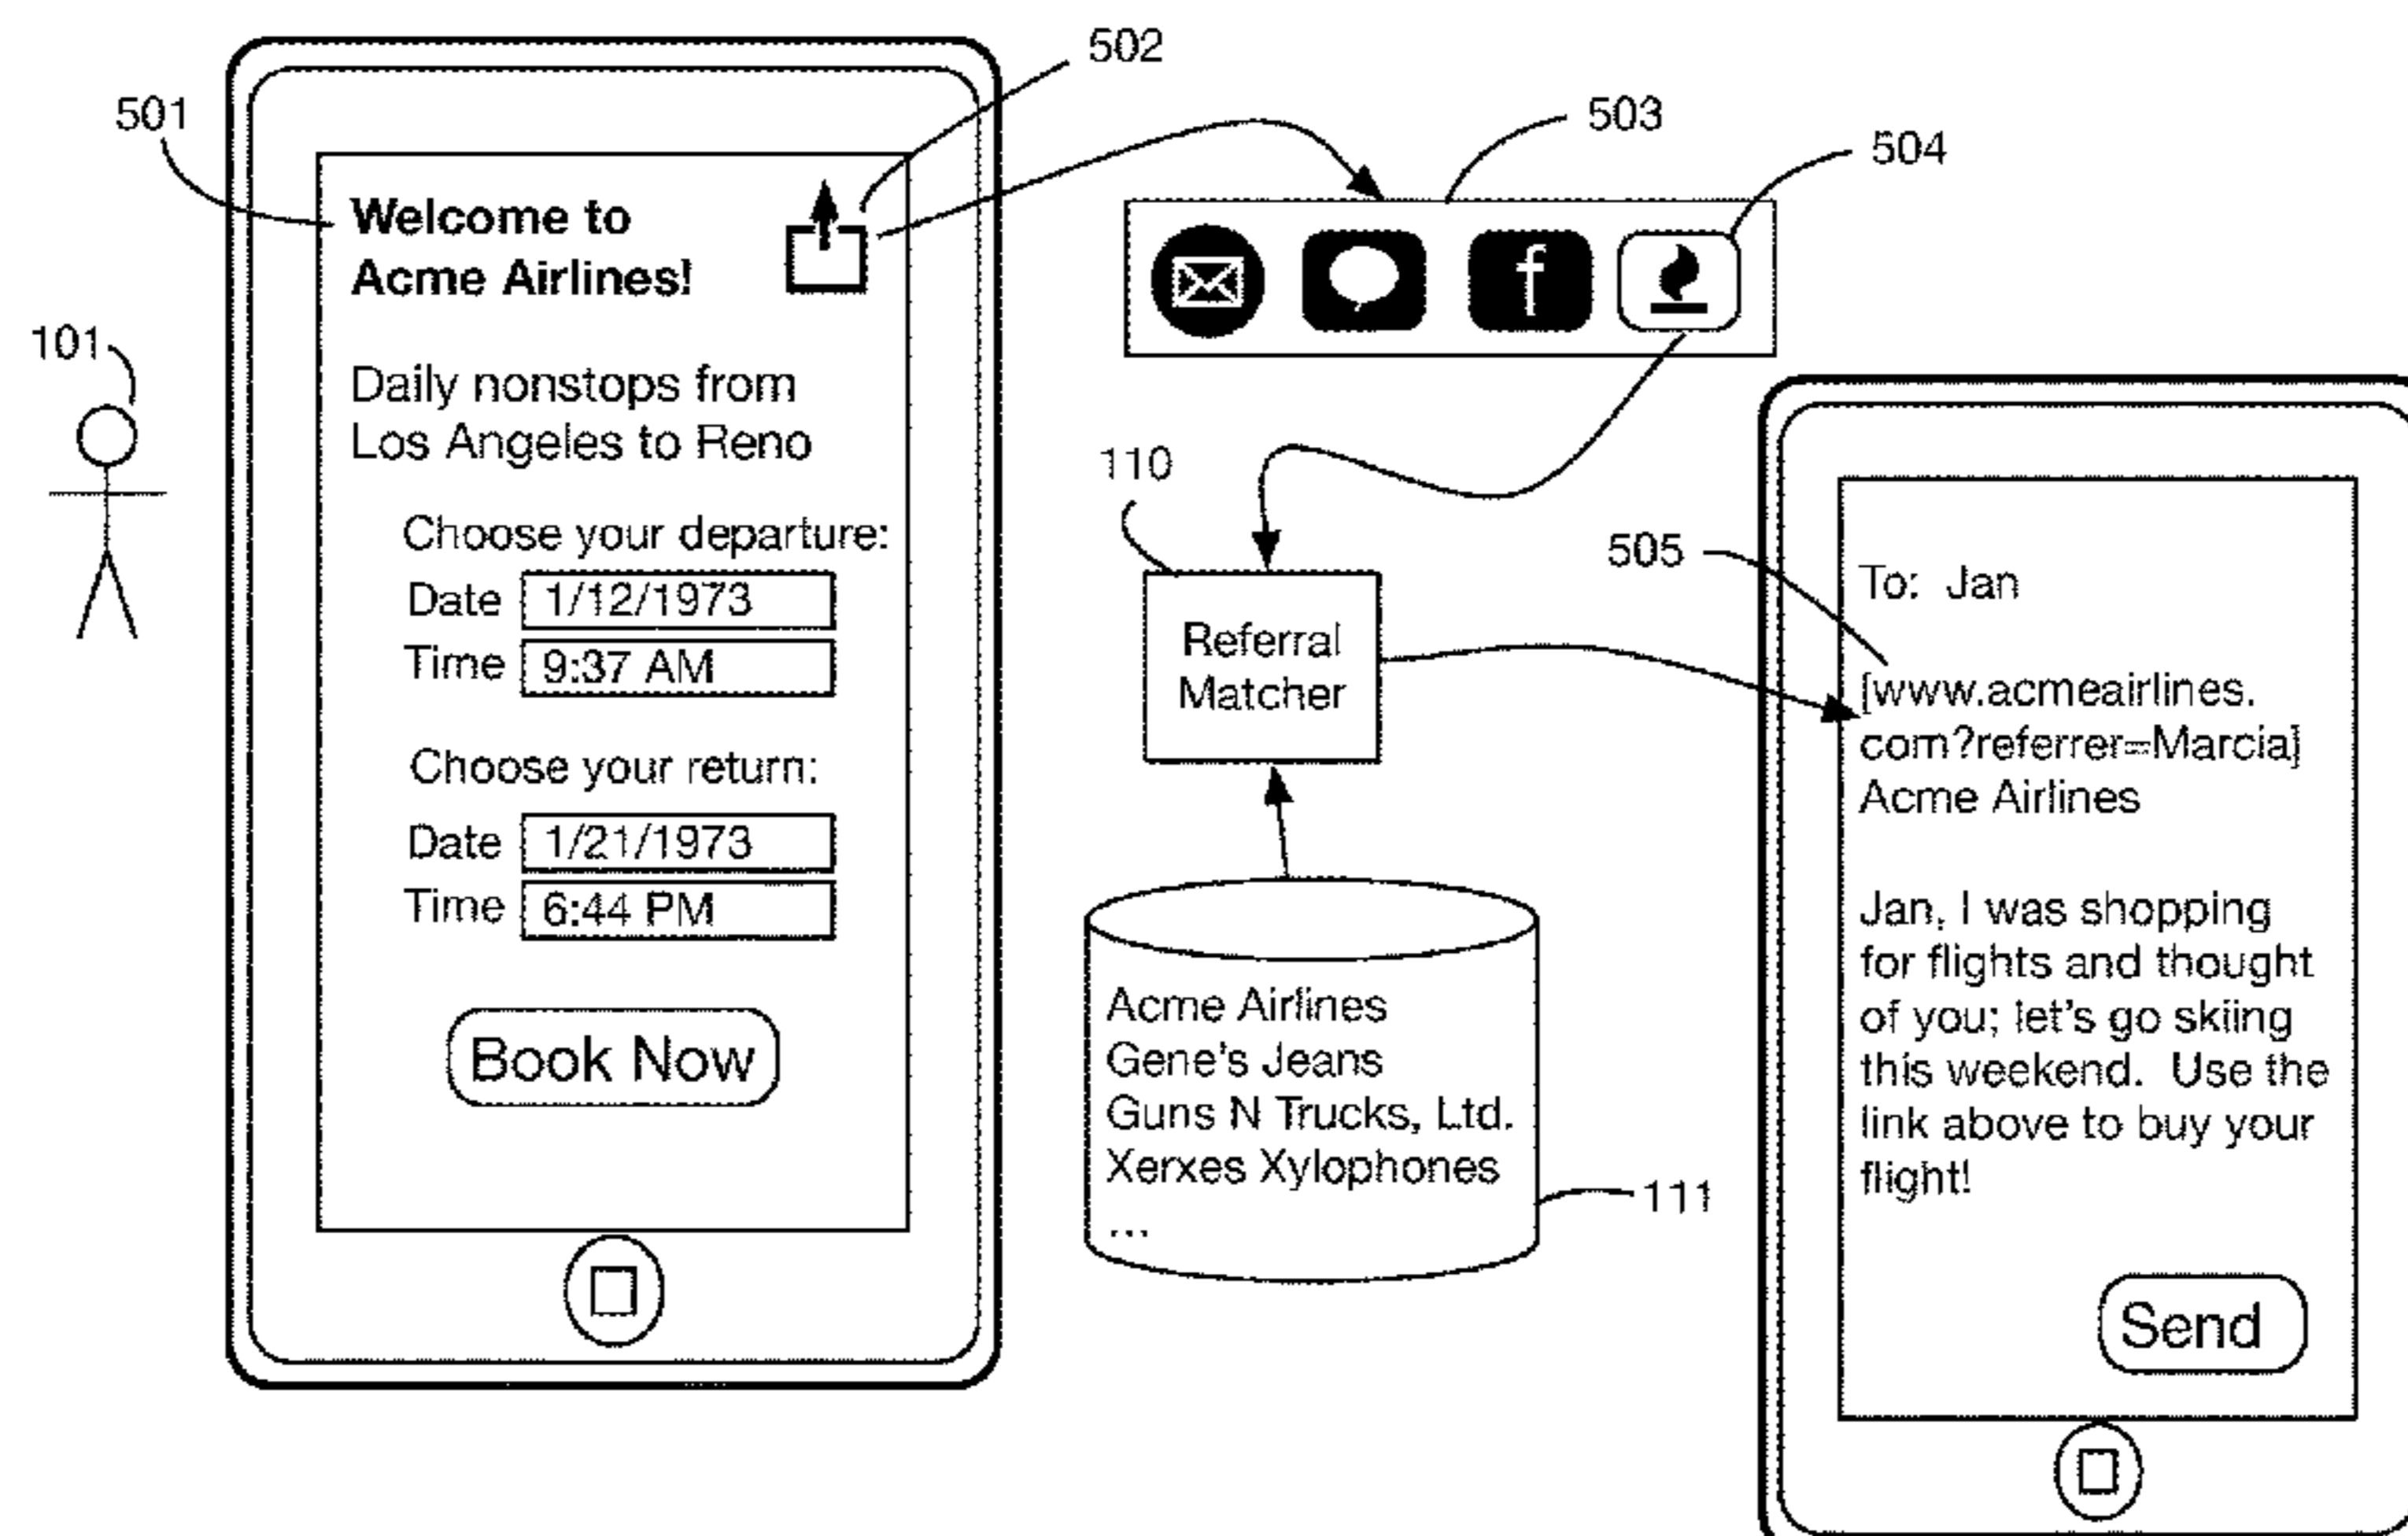 502
501
503
504
Welcome to
Acme Airlines!
f
101
Daily nonstops from
Los Angeles to Reno
Choose your departure:
Date 1/12/1973
Time 9:37 AM
Choose your return:
Date 1/21/1973
Time 6:44 PM
Book Now
110
Referral
Matcher
Acme Airlines
Gene's Jeans
Guns N Trucks, Ltd.
Xerxes Xylophones
...
111
505
To: Jan
[www.acmeairlines.
com?referrer=Marcia]
Acme Airlines
Jan, I was shopping
for flights and thought
of you; let's go skiing
this weekend. Use the
link above to buy your
flight!
Send